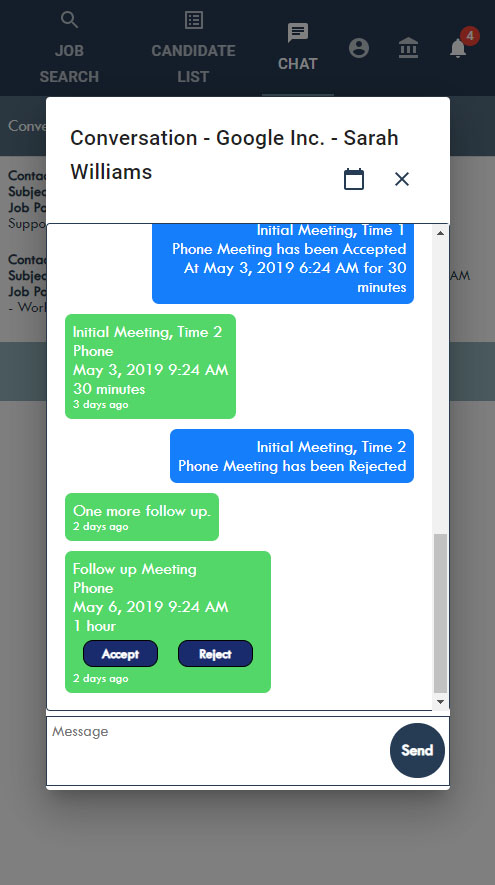 JOB
SEARCH
CANDIDATE
LIST
CHAT
4
Conve
Conversation - Google Inc. - Sarah
Williams
Contac
Subjec
Job Po
Suppo
Contac
Subjec
AM
Job Po
- Worl
Initial Meeting, Time 1
Phone Meeting has been Accepted
At May 3, 2019 6:24 AM for 30
minutes
Initial Meeting, Time 2
Phone
May 3, 2019 9:24 AM
30 minutes
3 days ago
Initial Meeting, Time 2
Phone Meeting has been Rejected
One more follow up.
2 days ago
Follow up Meeting
Phone
May 6, 2019 9:24 AM
1 hour
Accept Reject
2 days ago
Message
Send